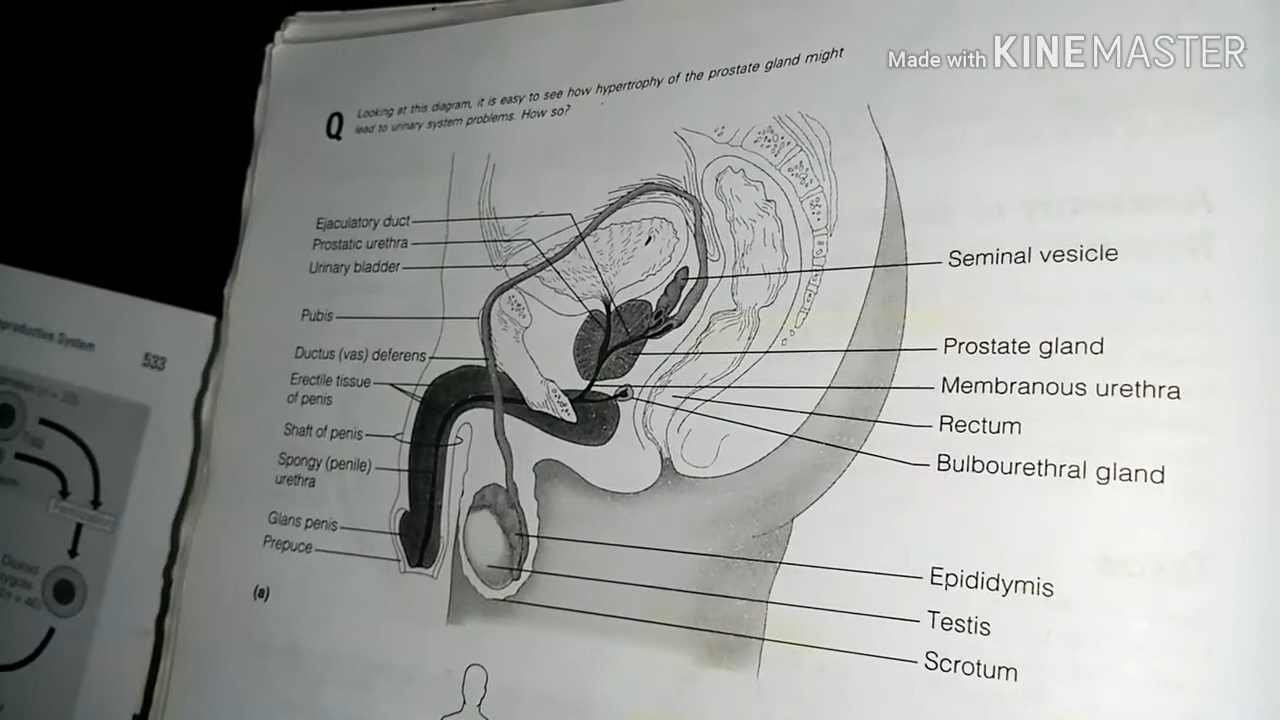 Made with KINEMASTER
Q Looking at this diagram, it is easy to see how hypertrophy of the prostate gland might
lead to urinary system problems. How so?
Ejaculatory duct
Prostatic urethra
Urinary bladder
Pubis
Ductus (vas) deferens
Erectile tissue
of penis
Shaft of penis
Spongy (penile)
urethra
Glans penis
Prepuce
(a)
Seminal vesicle
Prostate gland
Membranous urethra
Rectum
Bulbourethral gland
Epididymis
Testis
Scrotum
System
533